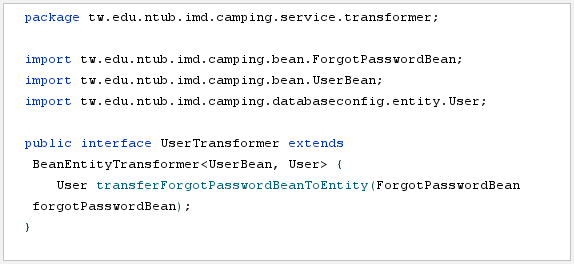 package tw.edu.ntub.imd.camping.service.transformer;
import tw.edu.ntub.imd.camping.bean.ForgotPasswordBean;
import tw.edu.ntub.imd.camping.bean.UserBean;
import tw.edu.ntub.imd.camping.databaseconfig.entity.User;
public interface UserTransformer extends
BeanEntityTransformer<UserBean, User> {
User transferForgotPasswordBeanToEntity(ForgotPasswordBean
forgotPasswordBean);
}